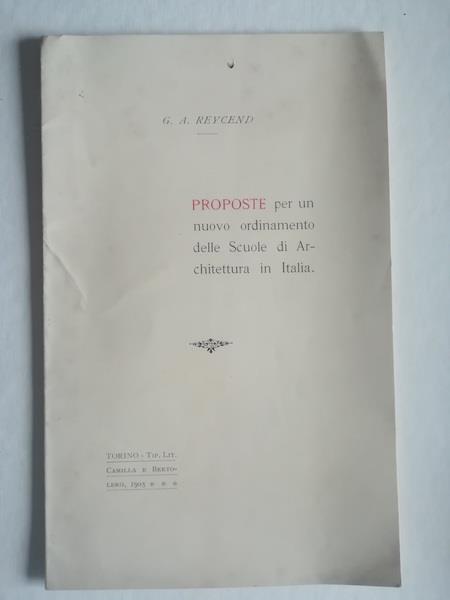 G. A. REYCEND
PROPOSTE per un
nuovo ordinamento
delle Scuole di Ar-
chitettura in Italia.
TORINO - TIP. LIT.
CAMILLA E BERTO-
LERO, 1903